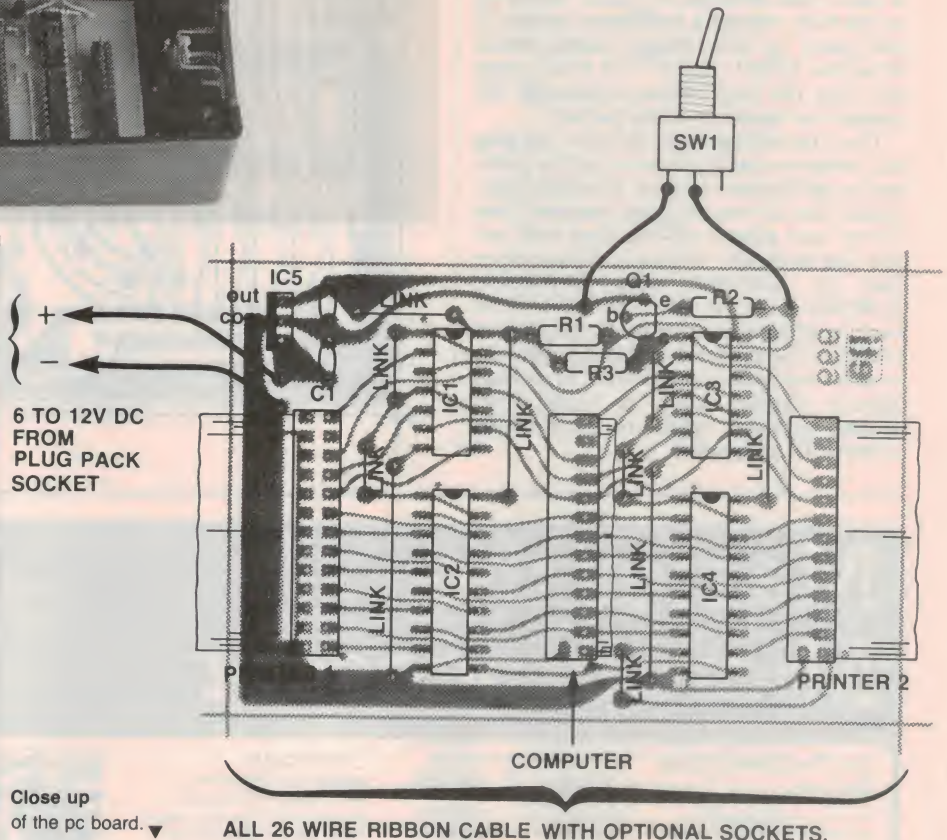 SW1
IC5
out
LINK
Q1
e
b
R2
R1
R3
+
−
C1
LINK
IC1
LINK
LINK
IC3
LINK
666
6 TO 12V DC
FROM
PLUG PACK
SOCKET
LINK
LINK
LINK
IC2
LINK
IC4
LINK
PRINTER 2
COMPUTER
Close up
of the pc board. ▼
ALL 26 WIRE RIBBON CABLE WITH OPTIONAL SOCKETS.